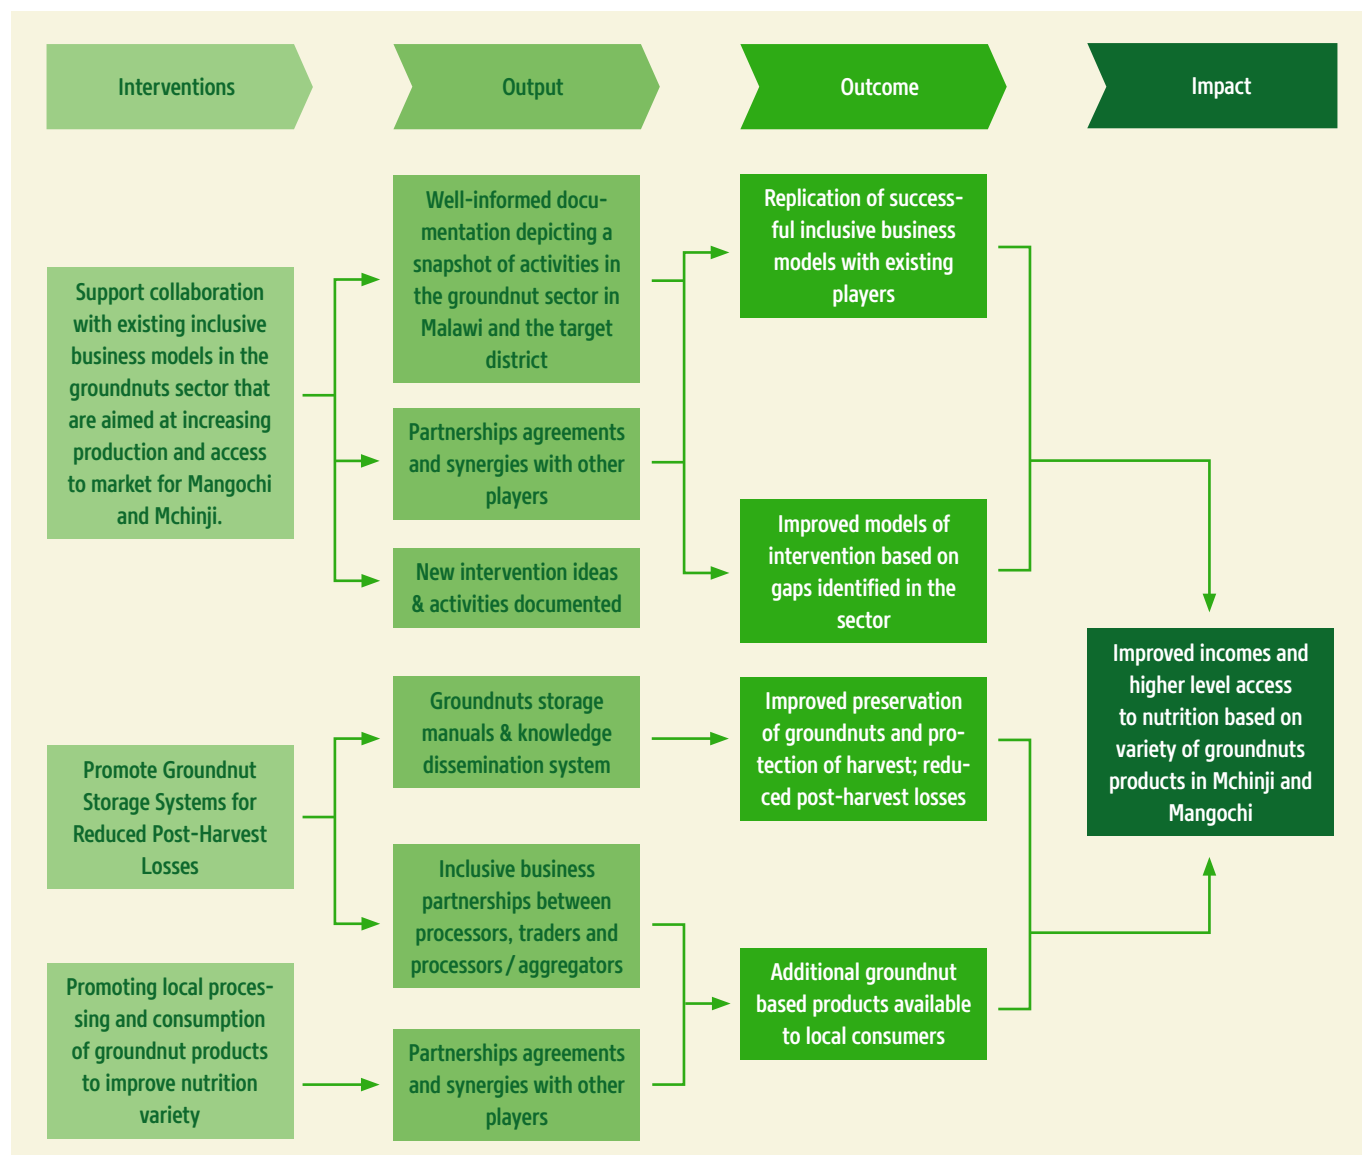 Interventions
Output
Outcome
Impact
Support collaboration
with existing inclusive
business models in the
groundnuts sector that
are aimed at increasing
production and access
to market for Mangochi
and Mchinji.
Well-informed docu-
mentation depicting a
snapshot of activities in
the groundnut sector in
Malawi and the target
district
Partnerships agreements
and synergies with other
players
New intervention ideas
& activities documented
Replication of success-
ful inclusive business
models with existing
players
Improved models of
intervention based on
gaps identified in the
sector
Promote Groundnut
Storage Systems for
Reduced Post-Harvest
Losses
Groundnuts storage
manuals & knowledge
dissemination system
Inclusive business
partnerships between
processors, traders and
processors / aggregators
Improved preservation
of groundnuts and pro-
tection of harvest; redu-
ced post-harvest losses
Promoting local proces-
sing and consumption
of groundnut products
to improve nutrition
variety
Partnerships agreements
and synergies with other
players
Additional groundnut
based products available
to local consumers
Improved incomes and
higher level access
to nutrition based on
variety of groundnuts
products in Mchinji and
Mangochi